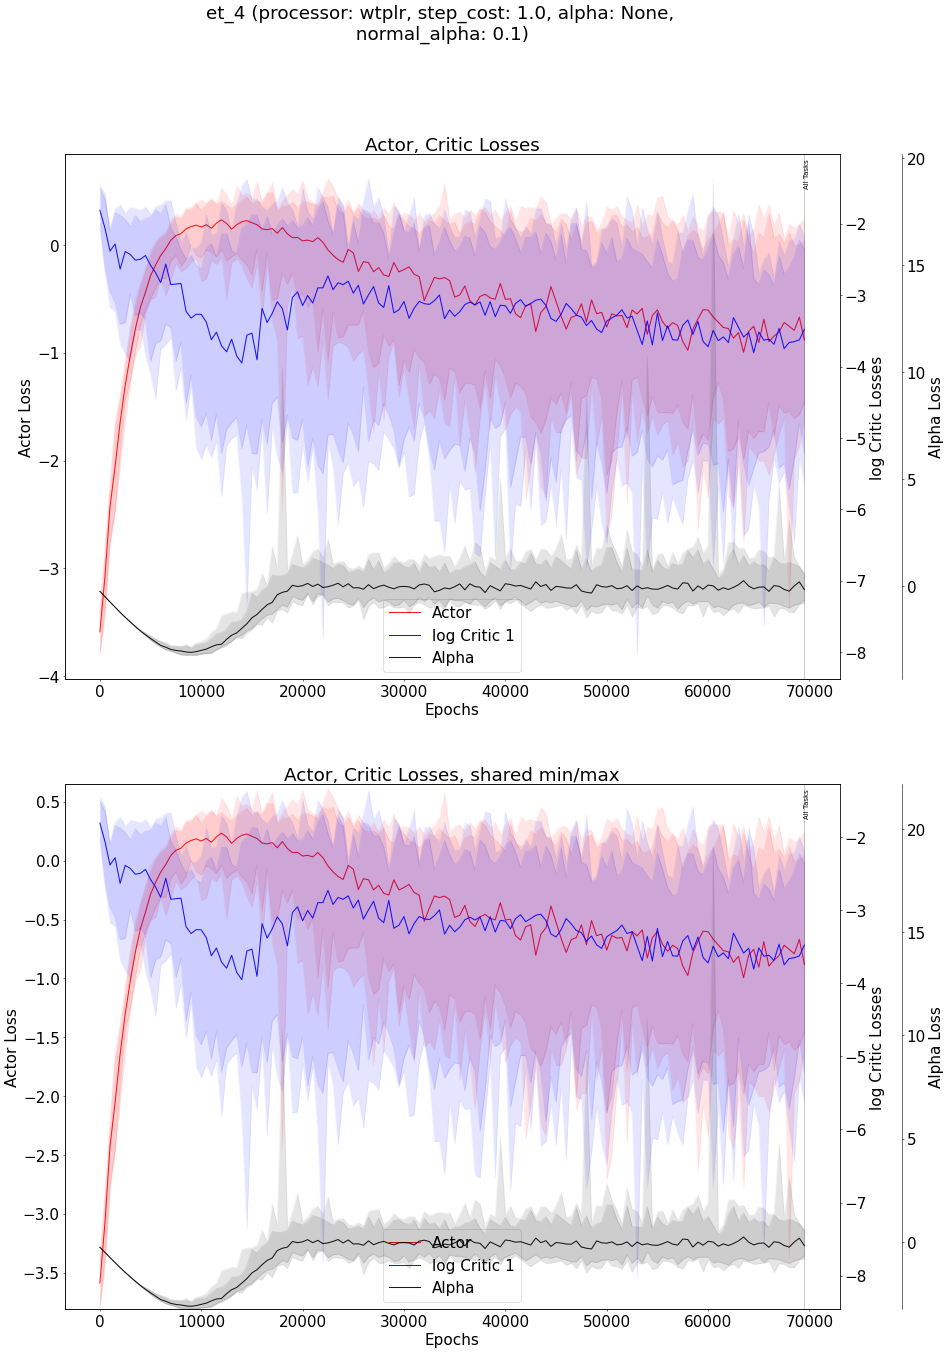 et_4 (processor: wtplr, step_cost: 1.0, alpha: None,
normal_alpha: 0.1)
Actor, Critic Losses
All Tasks
0
−1
−2
−3
−4
Actor Loss
−2
−3
−4
−5
−6
−7
−8
log Critic Losses
20
15
10
5
0
Alpha Loss
Actor
log Critic 1
Alpha
0 10000 20000 30000 40000 50000 60000 70000
Epochs
Actor, Critic Losses, shared min/max
All Tasks
0.5
0.0
−0.5
−1.0
−1.5
−2.0
−2.5
−3.0
−3.5
Actor Loss
−2
−3
−4
−5
−6
−7
−8
log Critic Losses
20
15
10
5
0
Alpha Loss
Actor
log Critic 1
Alpha
0 10000 20000 30000 40000 50000 60000 70000
Epochs